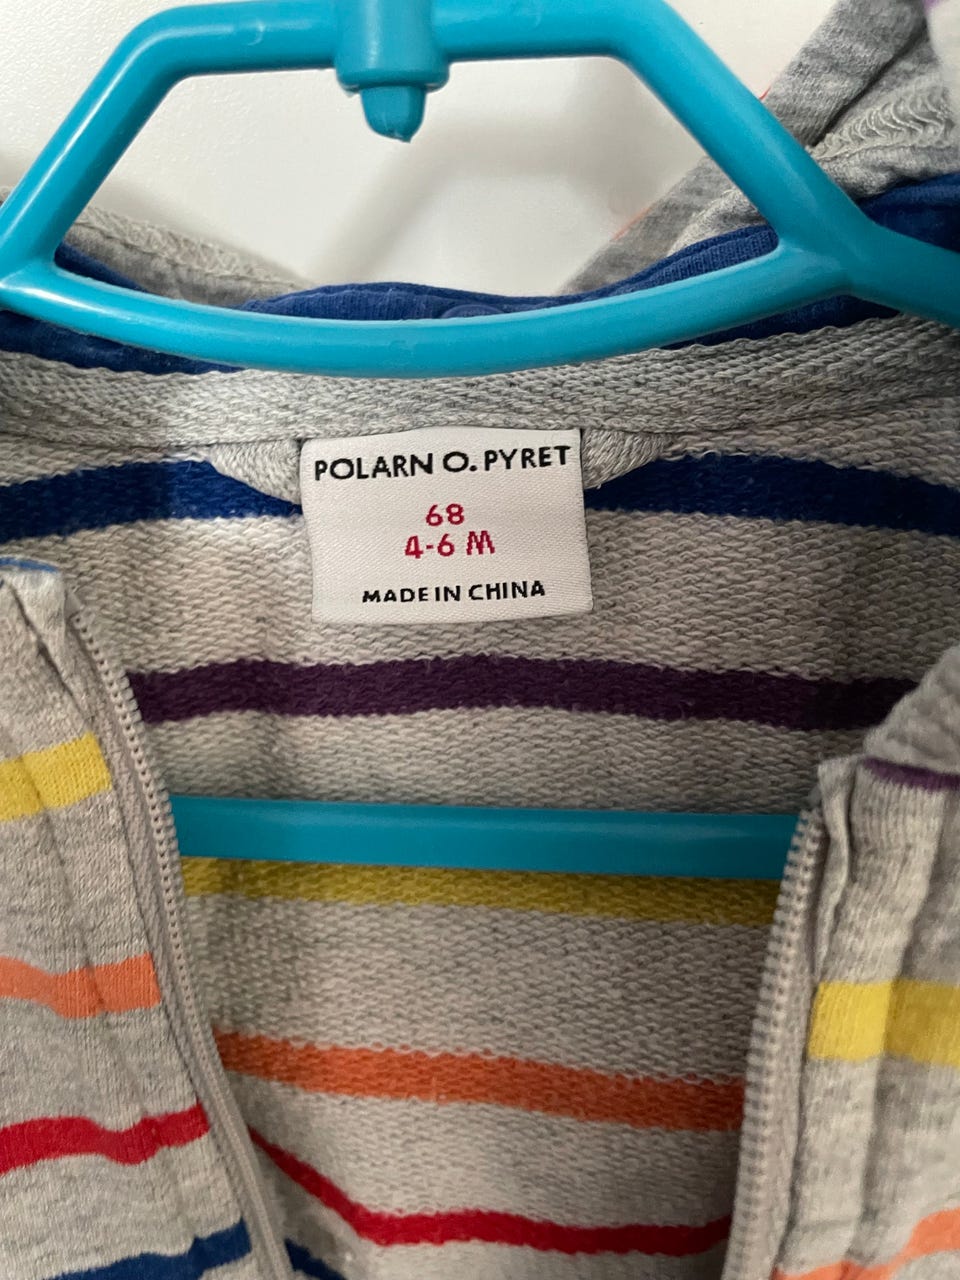 POLARN O. PYRET
68
4-6 M
MADE IN CHINA